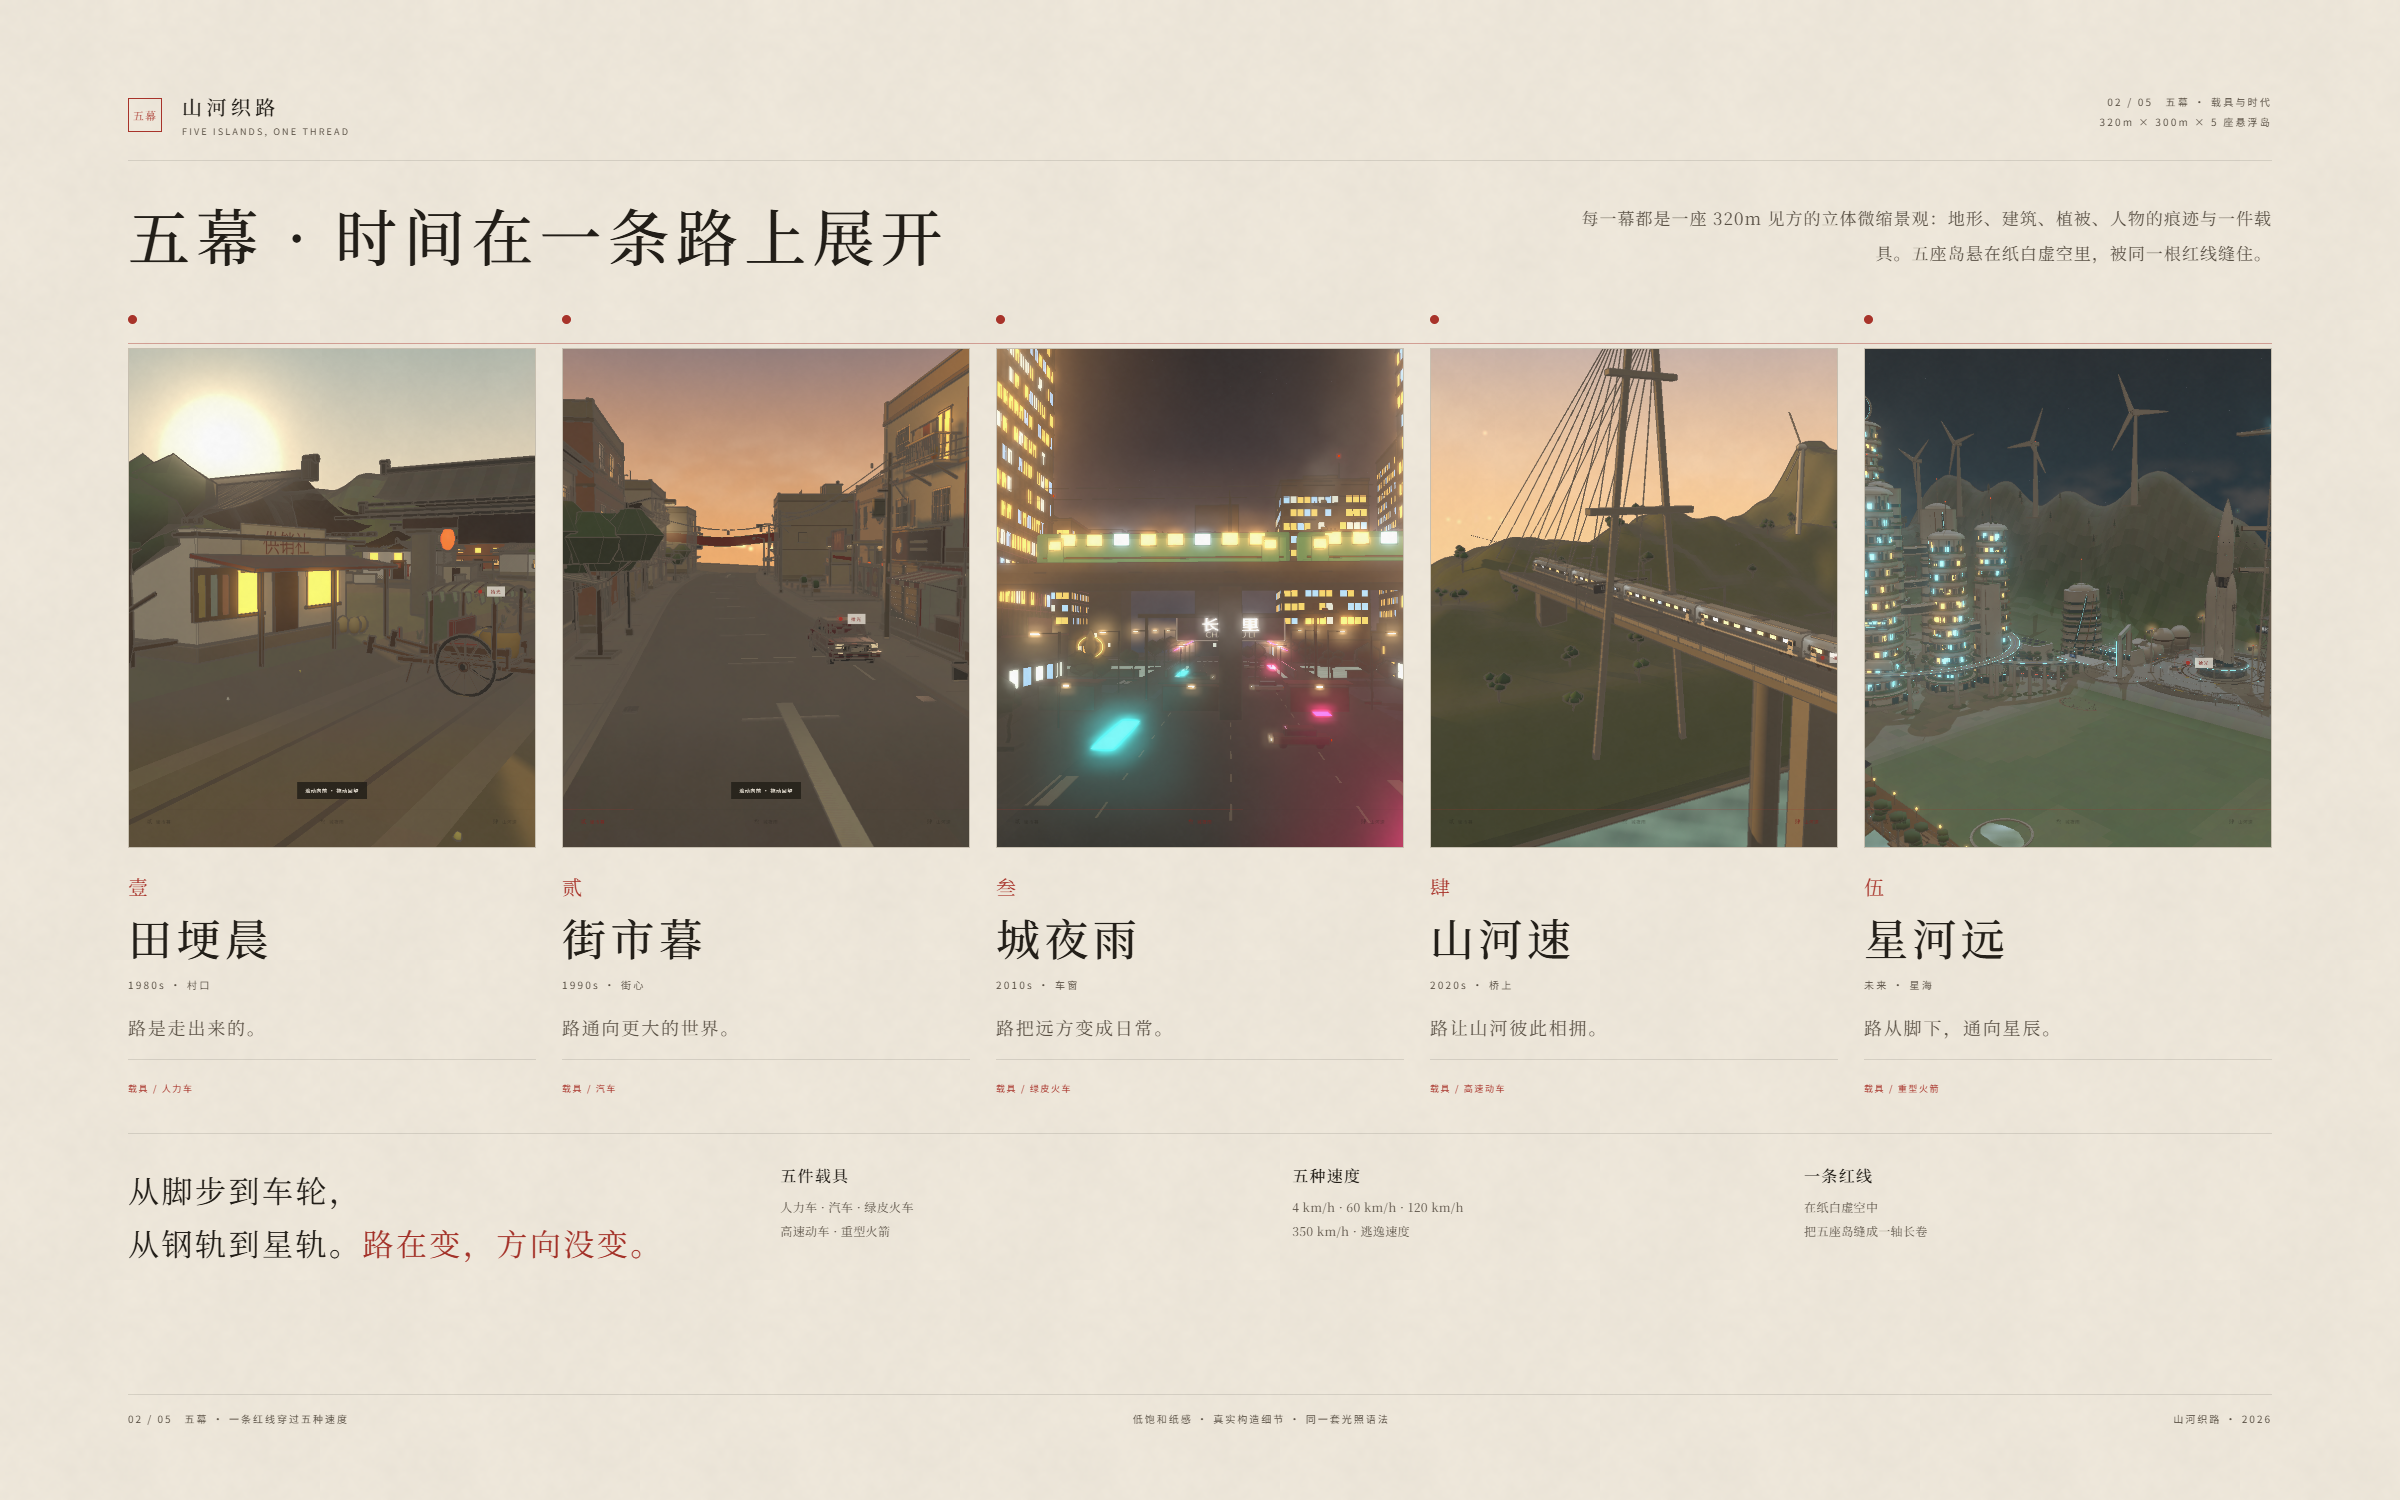 五幕
山河织路
FIVE ISLANDS, ONE THREAD
02 / 05 五幕 · 载具与时代
320m × 300m × 5 座悬浮岛
五幕 · 时间在一条路上展开
每一幕都是一座 320m 见方的立体微缩景观：地形、建筑、植被、人物的痕迹与一件载
具。五座岛悬在纸白虚空里，被同一根红线缝住。
供销社
长 里
壹
田埂晨
1980s · 村口
路是走出来的。
载具 / 人力车
贰
街市暮
1990s · 街心
路通向更大的世界。
载具 / 汽车
叁
城夜雨
2010s · 车窗
路把远方变成日常。
载具 / 绿皮火车
肆
山河速
2020s · 桥上
路让山河彼此相拥。
载具 / 高速动车
伍
星河远
未来 · 星海
路从脚下，通向星辰。
载具 / 重型火箭
从脚步到车轮，
从钢轨到星轨。路在变，方向没变。
五件载具
人力车 · 汽车 · 绿皮火车
高速动车 · 重型火箭
五种速度
4 km/h · 60 km/h · 120 km/h
350 km/h · 逃逸速度
一条红线
在纸白虚空中
把五座岛缝成一轴长卷
02 / 05 五幕 · 一条红线穿过五种速度
低饱和纸感 · 真实构造细节 · 同一套光照语法
山河织路 · 2026